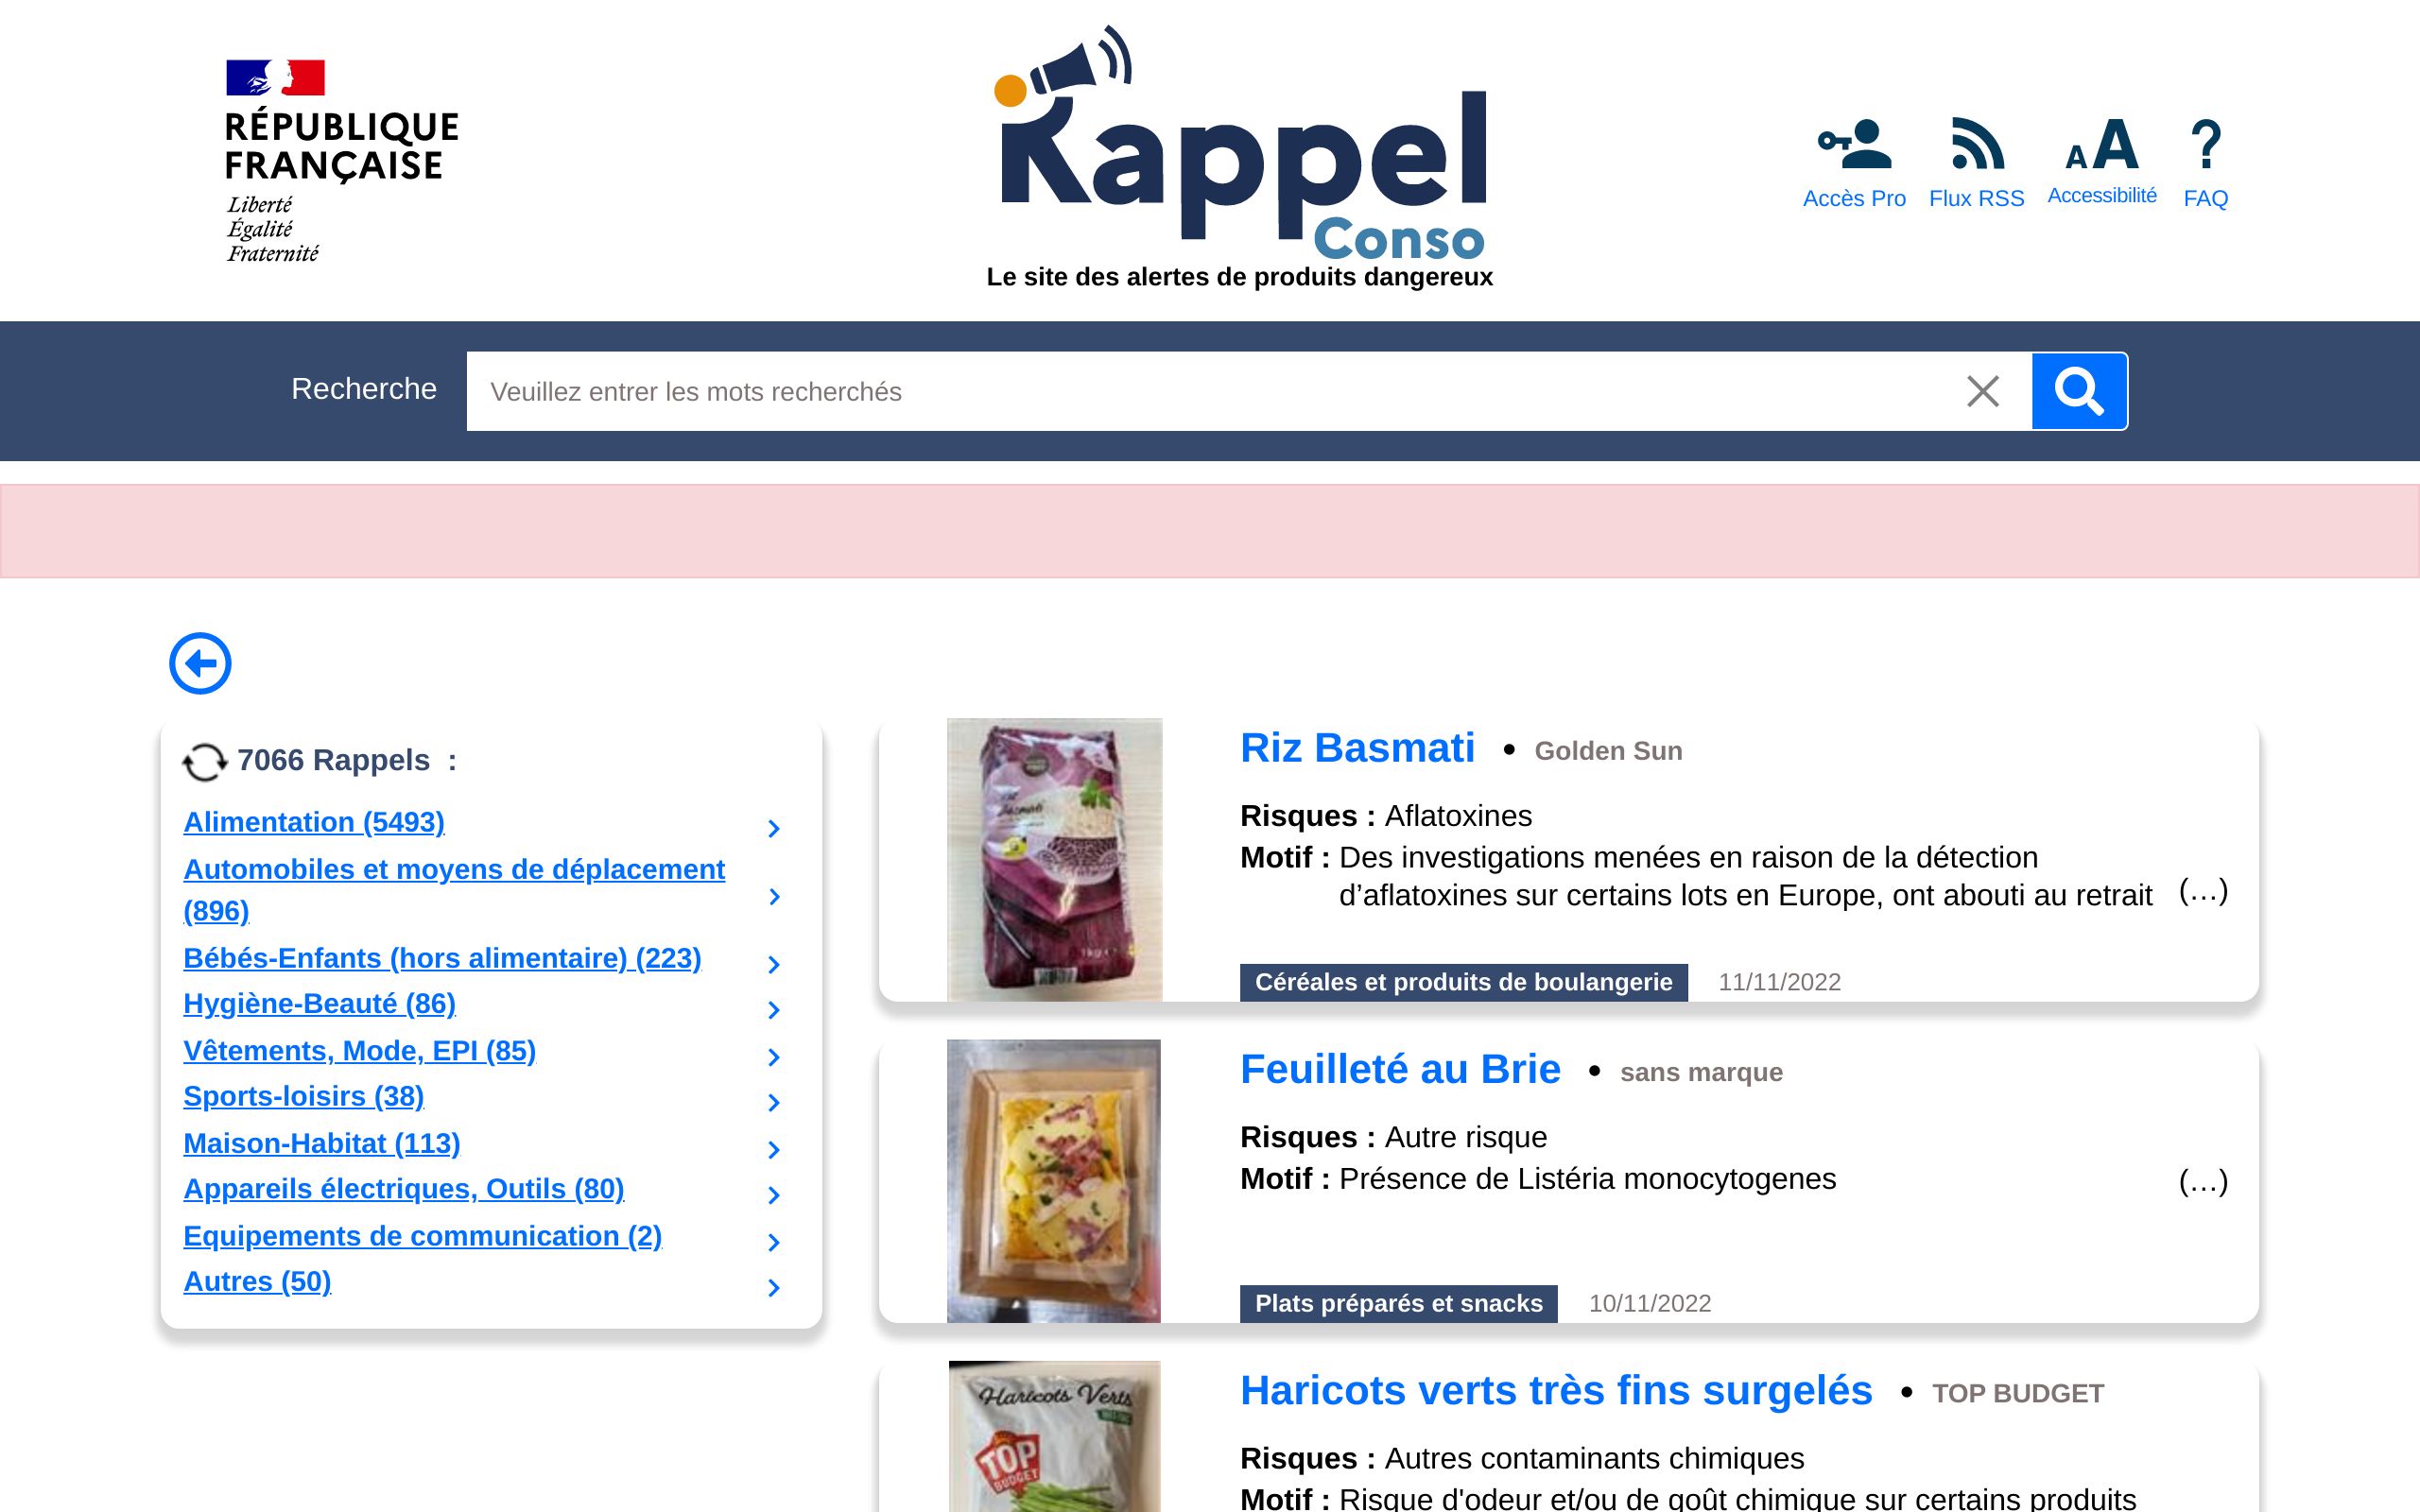 RÉPUBLIQUE
FRANÇAISE
Liberté
Égalité
Fraternité
Rappel
Conso
Le site des alertes de produits dangereux
Accès Pro
Flux RSS
AA
Accessibilité
?
FAQ
Recherche
Veuillez entrer les mots recherchés
7066 Rappels :
Alimentation (5493)
Automobiles et moyens de déplacement
(896)
Bébés-Enfants (hors alimentaire) (223)
Hygiène-Beauté (86)
Vêtements, Mode, EPI (85)
Sports-loisirs (38)
Maison-Habitat (113)
Appareils électriques, Outils (80)
Equipements de communication (2)
Autres (50)
Riz Basmati • Golden Sun
Risques : Aflatoxines
Motif : Des investigations menées en raison de la détection
d’aflatoxines sur certains lots en Europe, ont abouti au retrait (…)
Céréales et produits de boulangerie 11/11/2022
Feuilleté au Brie • sans marque
Risques : Autre risque
Motif : Présence de Listéria monocytogenes (…)
Plats préparés et snacks 10/11/2022
Haricots Verts
TOP
BUDGET
Haricots verts très fins surgelés • TOP BUDGET
Risques : Autres contaminants chimiques
Motif : Risque d'odeur et/ou de goût chimique sur certains produits